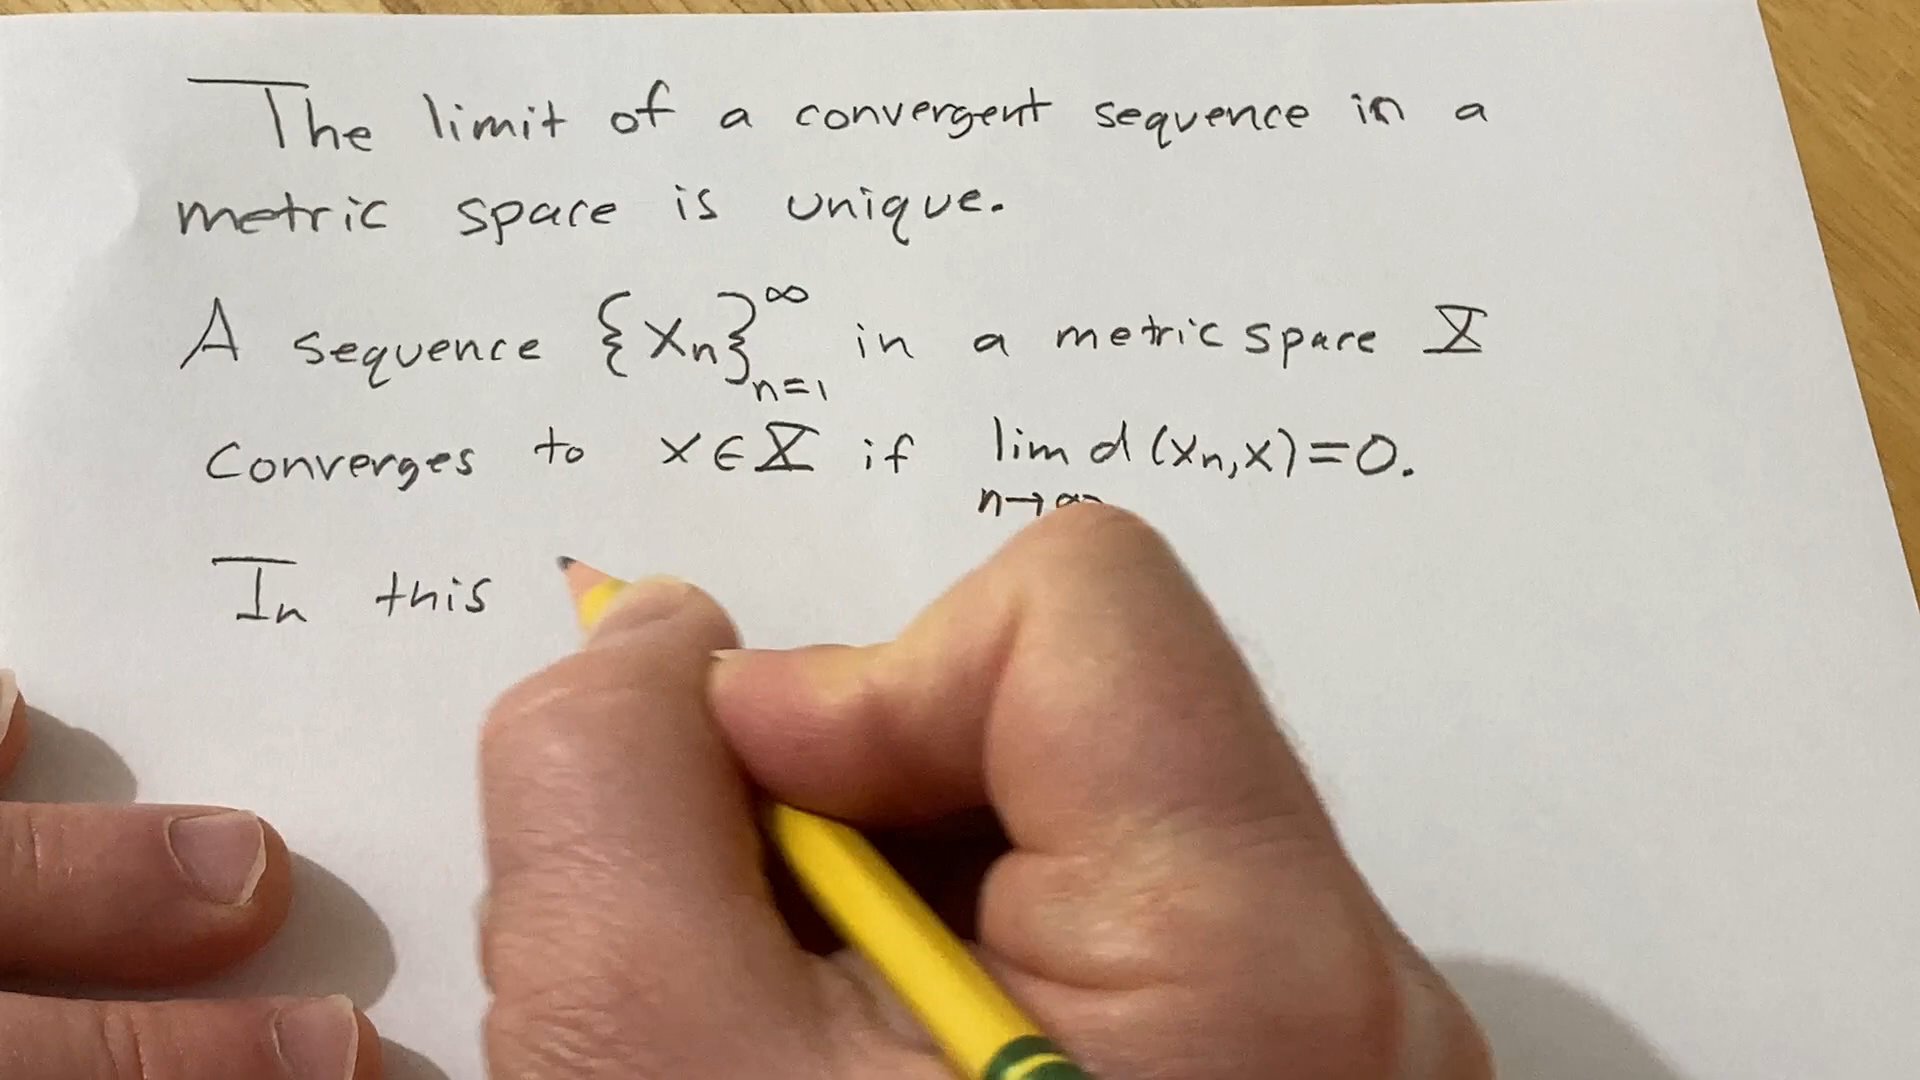 The limit of a convergent sequence in a
metric space is unique.
A sequence {xn}∞n=1 in a metric space X
converges to x∈X if lim n→∞ d(xn,x)=0.
In this